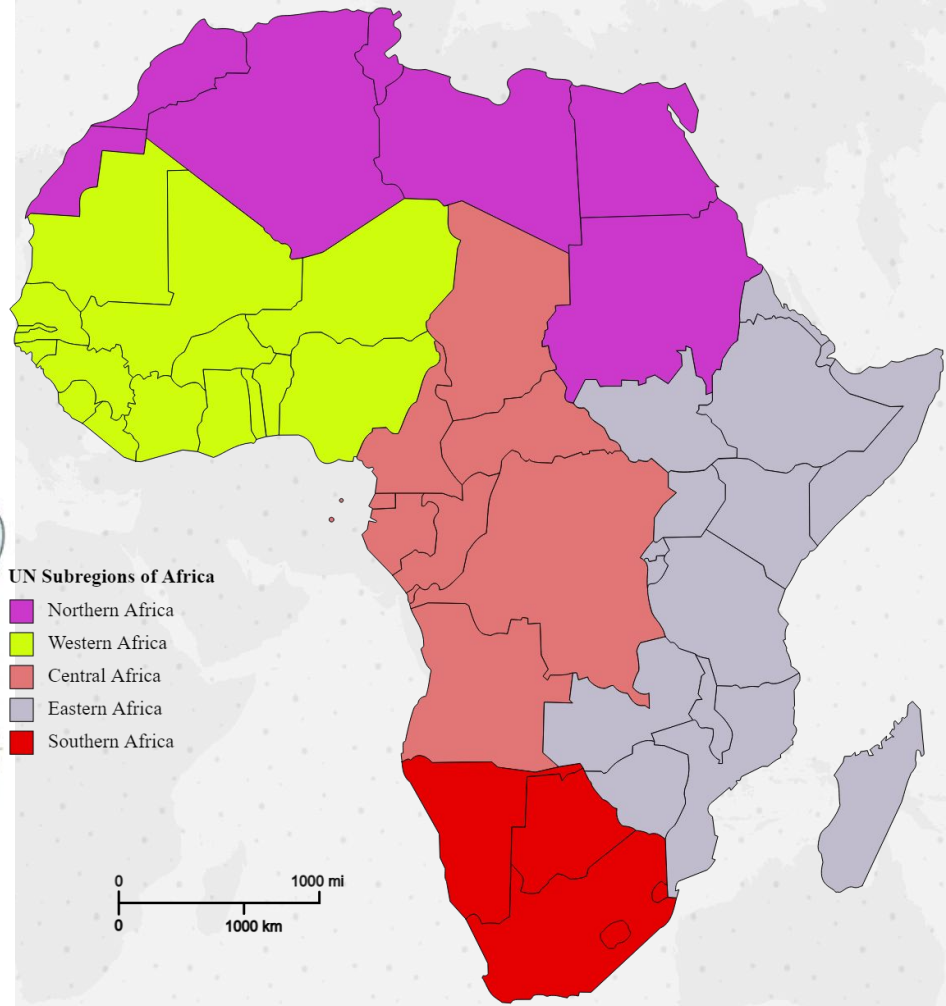 UN Subregions of Africa
Northern Africa
Western Africa
Central Africa
Eastern Africa
Southern Africa
0 1000 mi
0 1000 km